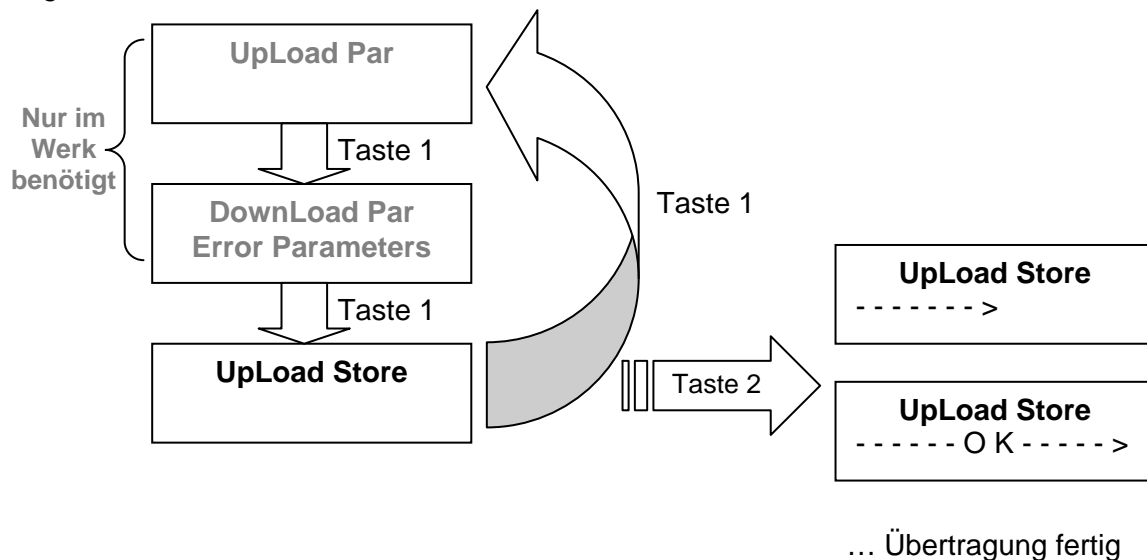 UpLoad Par
Nur im
Werk
benötigt
Taste 1
DownLoad Par
Error Parameters
Taste 1
UpLoad Store
Taste 1
Taste 2
UpLoad Store
- - - - - - - >
UpLoad Store
- - - - - - O K - - - - - >
... Übertragung fertig